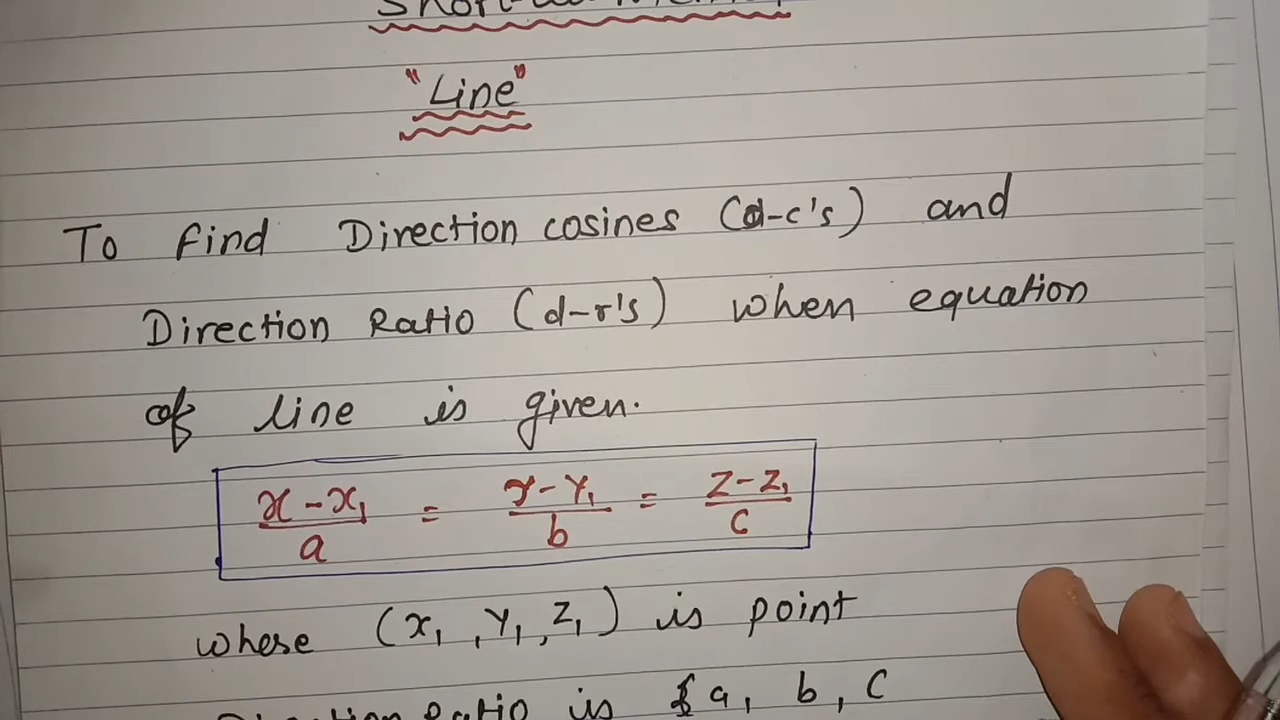 "Line"
To find Direction cosines (d-c's) and
Direction Ratio (d-r's) when equation
of line is given.
x-x₁/a = y-y₁/b = z-z₁/c
where (x₁, y₁, z₁) is point
Ratio is a, b, c